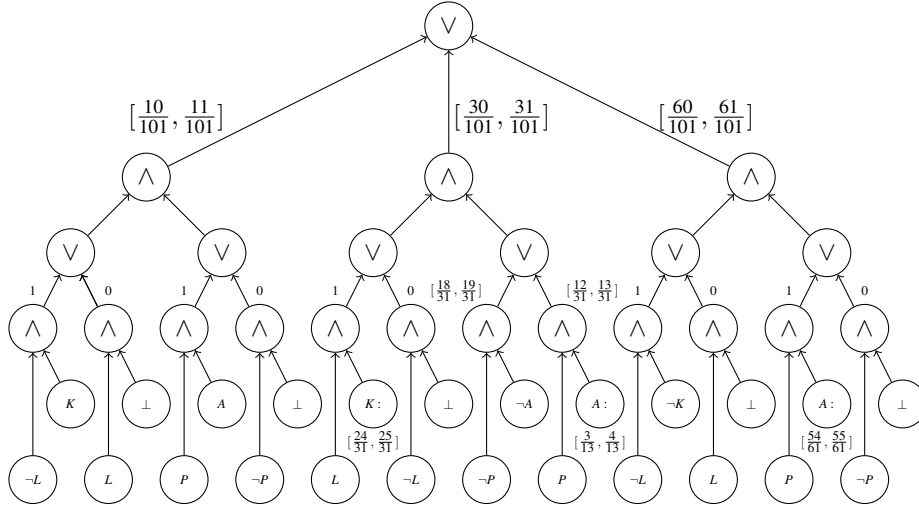 ∨
[10/101, 11/101] [30/101, 31/101] [60/101, 61/101]
∧ ∧ ∧
∨ ∨ ∨ ∨ ∨ ∨
1 0 1 0 1 0 [18/31, 19/31] [12/31, 13/31] 1 0 1 0
∧ ∧ ∧ ∧ ∧ ∧ ∧ ∧ ∧ ∧ ∧ ∧
K ⊥ A ⊥ K : ⊥ ¬A A : ¬K ⊥ A : ⊥
[24/31, 25/31] [3/13, 4/13] [54/61, 55/61]
¬L L P ¬P L ¬L ¬P P ¬L L P ¬P